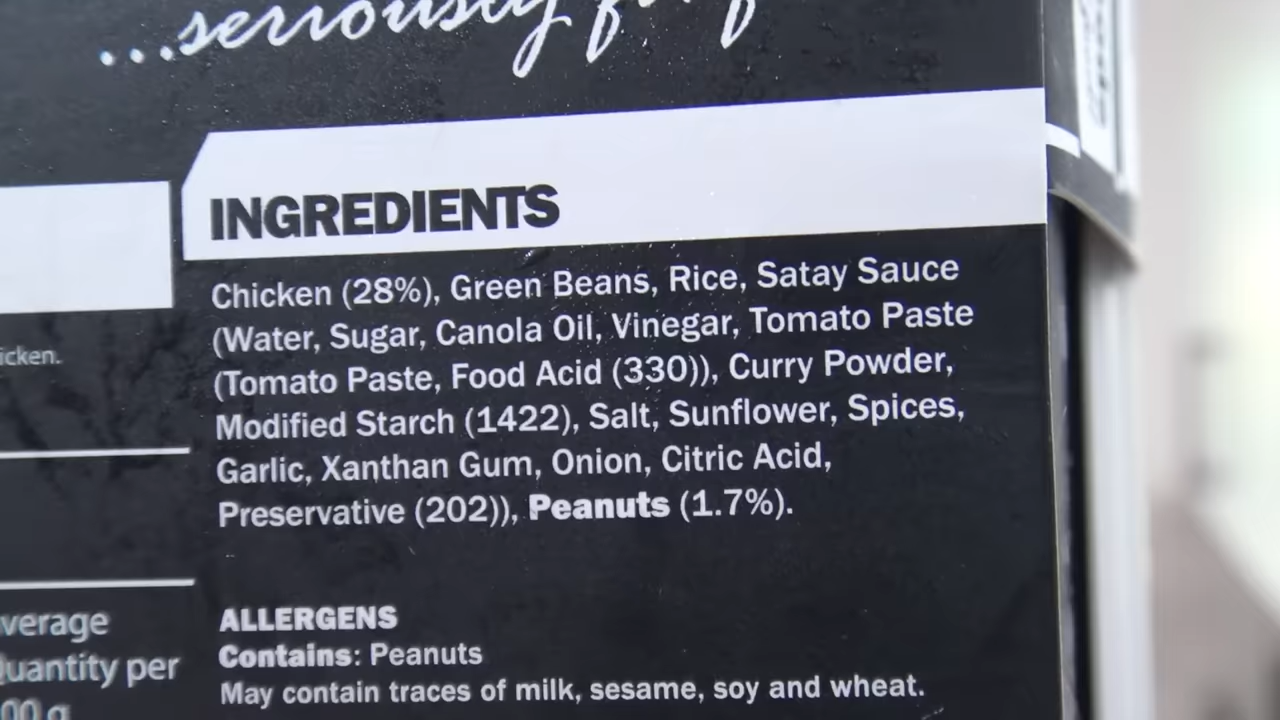 ...seriously
INGREDIENTS
Chicken (28%), Green Beans, Rice, Satay Sauce
(Water, Sugar, Canola Oil, Vinegar, Tomato Paste
(Tomato Paste, Food Acid (330)), Curry Powder,
Modified Starch (1422), Salt, Sunflower, Spices,
Garlic, Xanthan Gum, Onion, Citric Acid,
Preservative (202)), Peanuts (1.7%).
ALLERGENS
Contains: Peanuts
May contain traces of milk, sesame, soy and wheat.
icken.
verage
uantity per
00 g